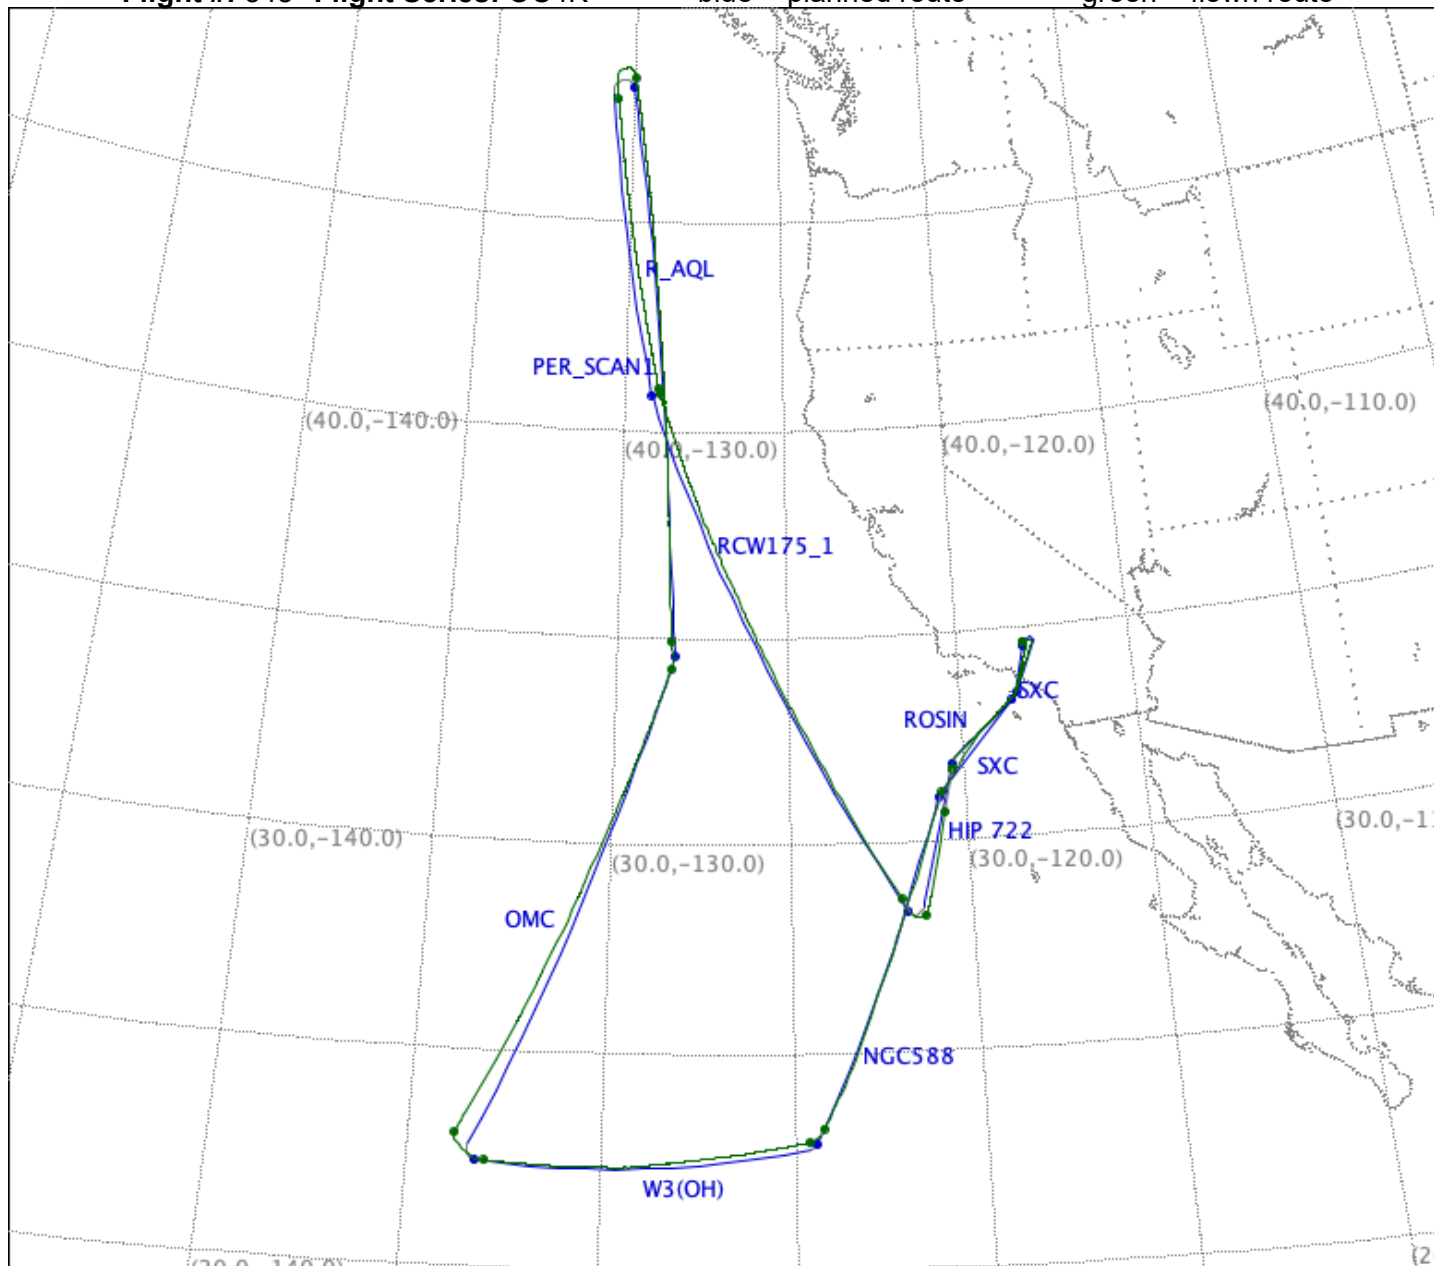 R_AQL
PER_SCAN1
(40.0,-110.0)
(40.0,-140.0)
(40.0,-120.0)
RCW175_1
SXC
ROSIN
SXC
HIP 722
(30.0,-140.0)
(30.0,-130.0)
(30.0,-120.0)
OMC
NGC588
W3(OH)